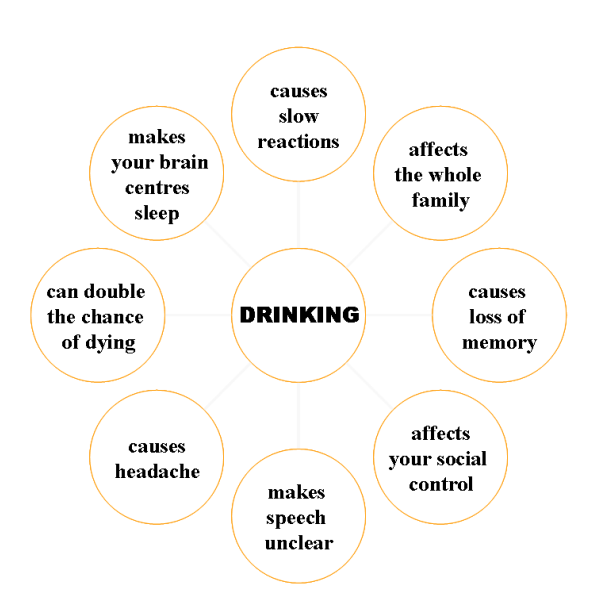 causes
slow
reactions
affects
the whole
family
causes
loss of
memory
affects
your social
control
makes
speech
unclear
causes
headache
can double
the chance
of dying
makes
your brain
centres
sleep
DRINKING